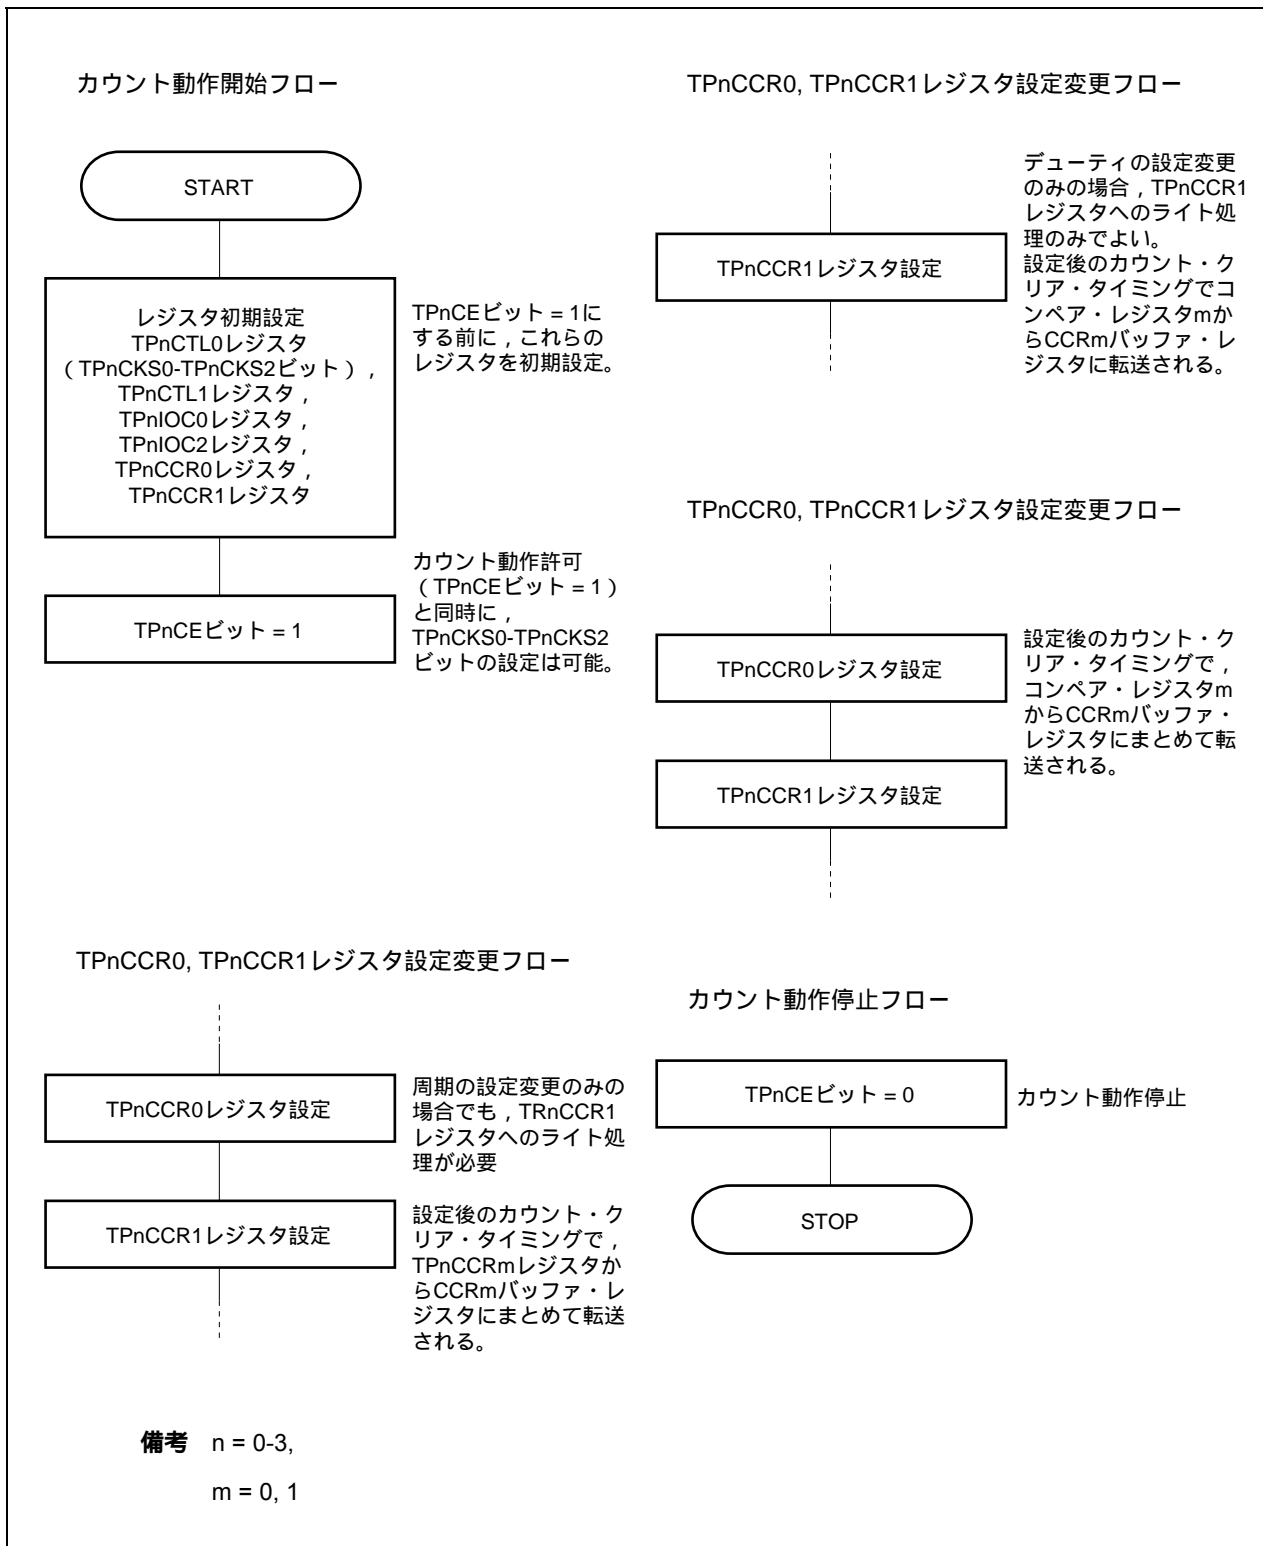 カウント動作開始フロー
START
レジスタ初期設定
TPnCTL0レジスタ
（TPnCKS0-TPnCKS2ビット），
TPnCTL1レジスタ，
TPnIOC0レジスタ，
TPnIOC2レジスタ，
TPnCCR0レジスタ，
TPnCCR1レジスタ
TPnCEビット = 1に
する前に，これらの
レジスタを初期設定。
TPnCEビット = 1
カウント動作許可
（TPnCEビット = 1）
と同時に，
TPnCKS0-TPnCKS2
ビットの設定は可能。
TPnCCR0, TPnCCR1レジスタ設定変更フロー
TPnCCR0レジスタ設定
周期の設定変更のみの
場合でも，TRnCCR1
レジスタへのライト処
理が必要
TPnCCR1レジスタ設定
設定後のカウント・ク
リア・タイミングで，
TPnCCRmレジスタか
らCCRmバッファ・レ
ジスタにまとめて転送
される。
TPnCCR0, TPnCCR1レジスタ設定変更フロー
TPnCCR1レジスタ設定
デューティの設定変更
のみの場合，TPnCCR1
レジスタへのライト処
理のみでよい。
設定後のカウント・ク
リア・タイミングでコ
ンペア・レジスタmか
らCCRmバッファ・レ
ジスタに転送される。
TPnCCR0, TPnCCR1レジスタ設定変更フロー
TPnCCR0レジスタ設定
設定後のカウント・ク
リア・タイミングで，
コンペア・レジスタm
からCCRmバッファ・
レジスタにまとめて転
送される。
TPnCCR1レジスタ設定
カウント動作停止フロー
TPnCEビット = 0
カウント動作停止
STOP
備考 n = 0-3,
m = 0, 1